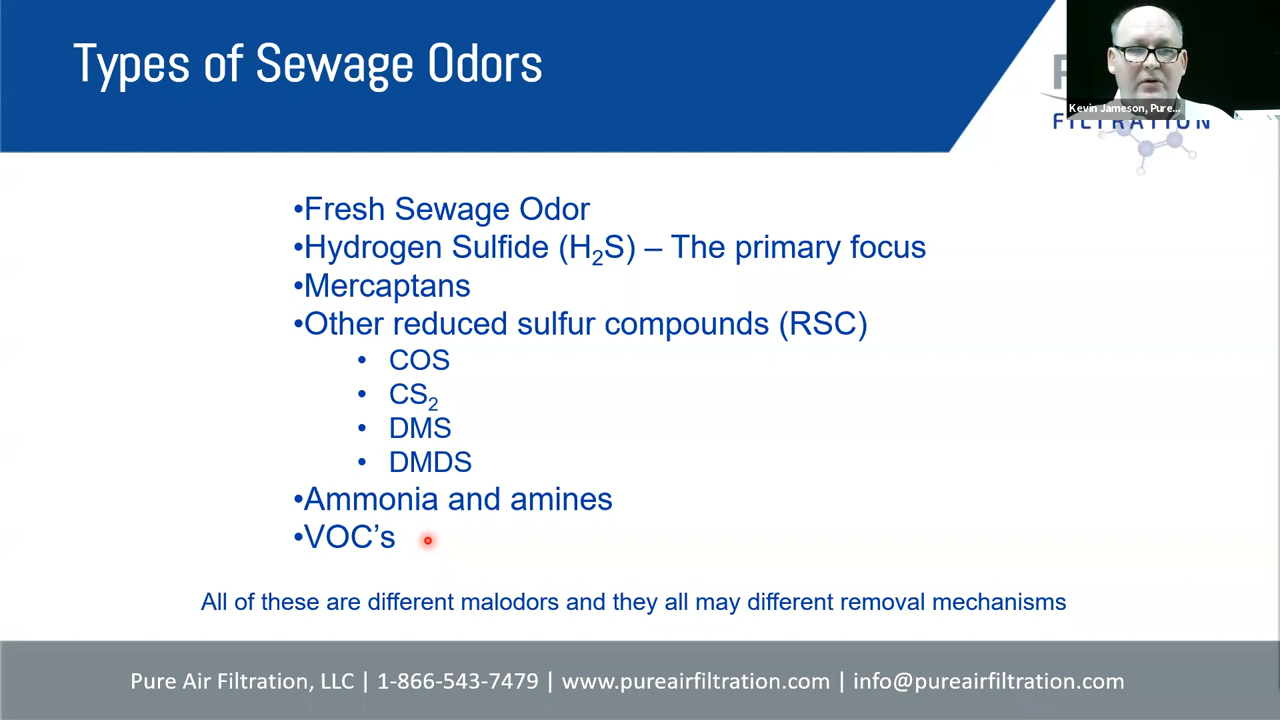 Types of Sewage Odors
Kevin Jameson, Pure...
FILTRATION
•Fresh Sewage Odor
•Hydrogen Sulfide (H₂S) – The primary focus
•Mercaptans
•Other reduced sulfur compounds (RSC)
• COS
• CS₂
• DMS
• DMDS
•Ammonia and amines
•VOC’s
All of these are different malodors and they all may different removal mechanisms
Pure Air Filtration, LLC | 1-866-543-7479 | www.pureairfiltration.com | info@pureairfiltration.com